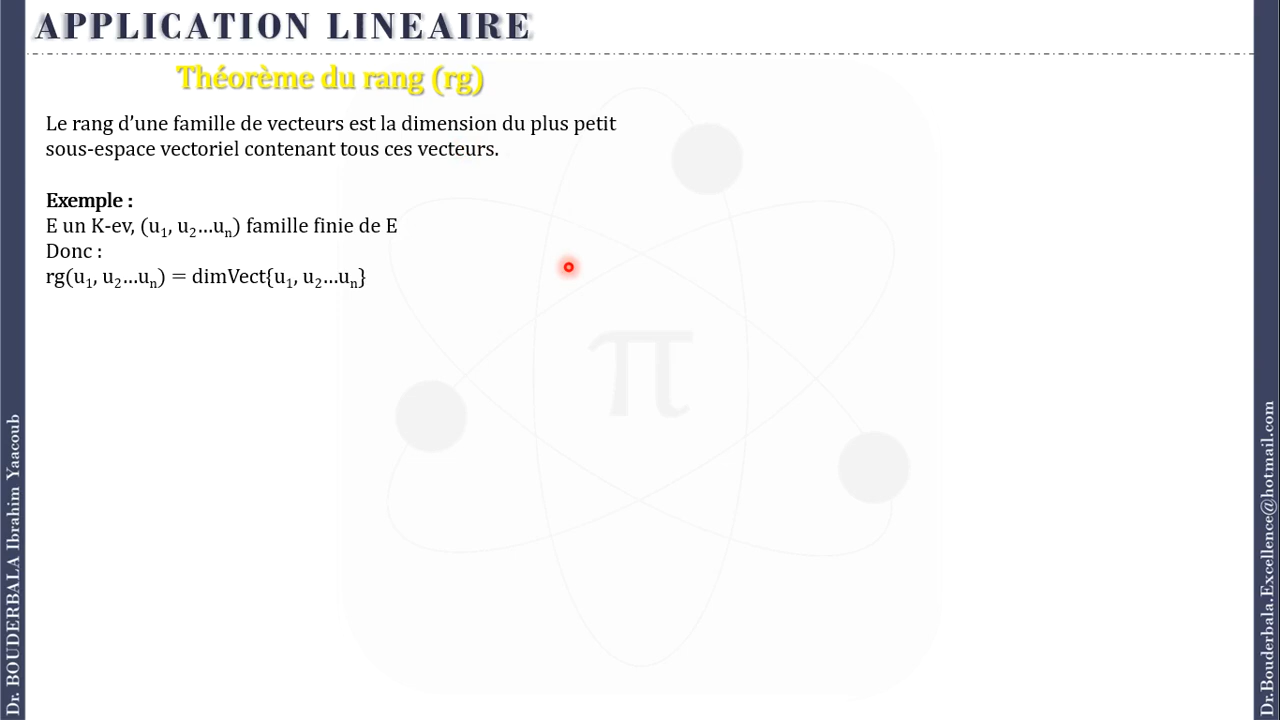 APPLICATION LINEAIRE
Théorème du rang (rg)
Le rang d’une famille de vecteurs est la dimension du plus petit
sous-espace vectoriel contenant tous ces vecteurs.
Exemple :
E un K-ev, (u₁, u₂…uₙ) famille finie de E
Donc :
rg(u₁, u₂…uₙ) = dimVect{u₁, u₂…uₙ}
π
Dr. BOUDERBALA Ibrahim Yaacoub
Dr.Bouderbala.Excellence@hotmail.com